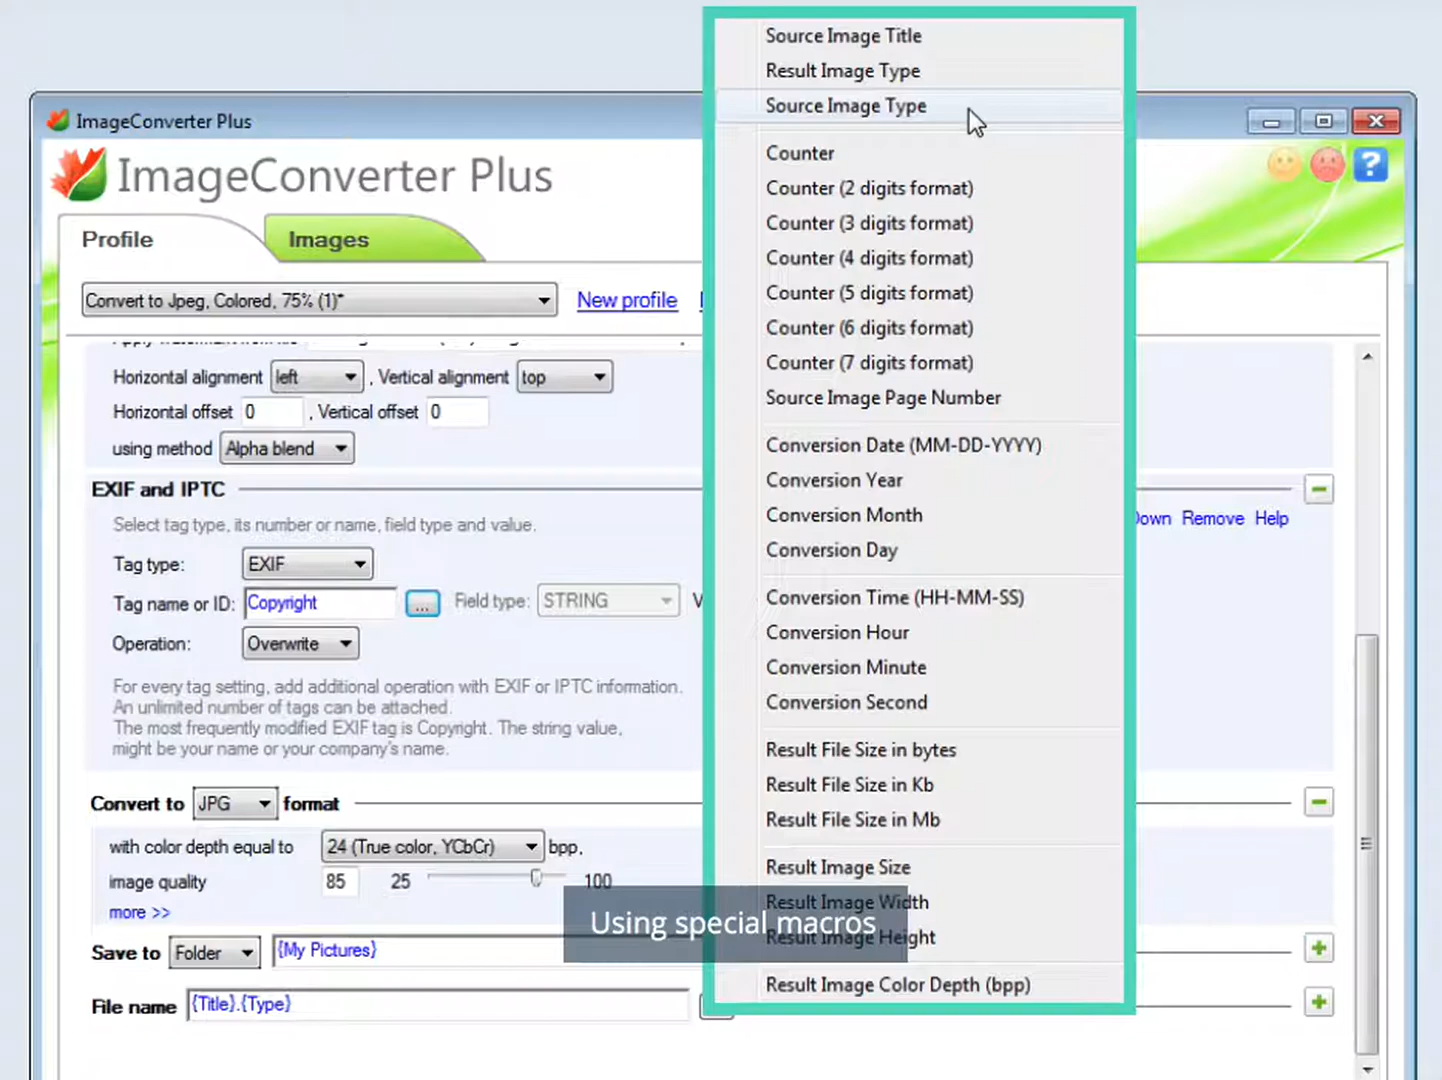 Source Image Title
Result Image Type
Source Image Type
Counter
Counter (2 digits format)
Counter (3 digits format)
Counter (4 digits format)
Counter (5 digits format)
Counter (6 digits format)
Counter (7 digits format)
Source Image Page Number
Conversion Date (MM-DD-YYYY)
Conversion Year
Conversion Month
Conversion Day
Conversion Time (HH-MM-SS)
Conversion Hour
Conversion Minute
Conversion Second
Result File Size in bytes
Result File Size in Kb
Result File Size in Mb
Result Image Size
Result Image Width
Result Image Height
Result Image Color Depth (bpp)
ImageConverter Plus
ImageConverter Plus
?
Profile Images
Convert to Jpeg, Colored, 75% (1)* New profile
Horizontal alignment left , Vertical alignment top
Horizontal offset 0 , Vertical offset 0
using method Alpha blend
EXIF and IPTC
Select tag type, its number or name, field type and value.
Down Remove Help
Tag type: EXIF
Tag name or ID: Copyright ... Field type: STRING V
Operation: Overwrite
For every tag setting, add additional operation with EXIF or IPTC information.
An unlimited number of tags can be attached.
The most frequently modified EXIF tag is Copyright. The string value,
might be your name or your company's name.
Convert to JPG format
with color depth equal to 24 (True color, YCbCr) bpp,
image quality 85 25 100
more >>
Using special macros
Save to Folder {My Pictures}
File name {Title}.{Type}